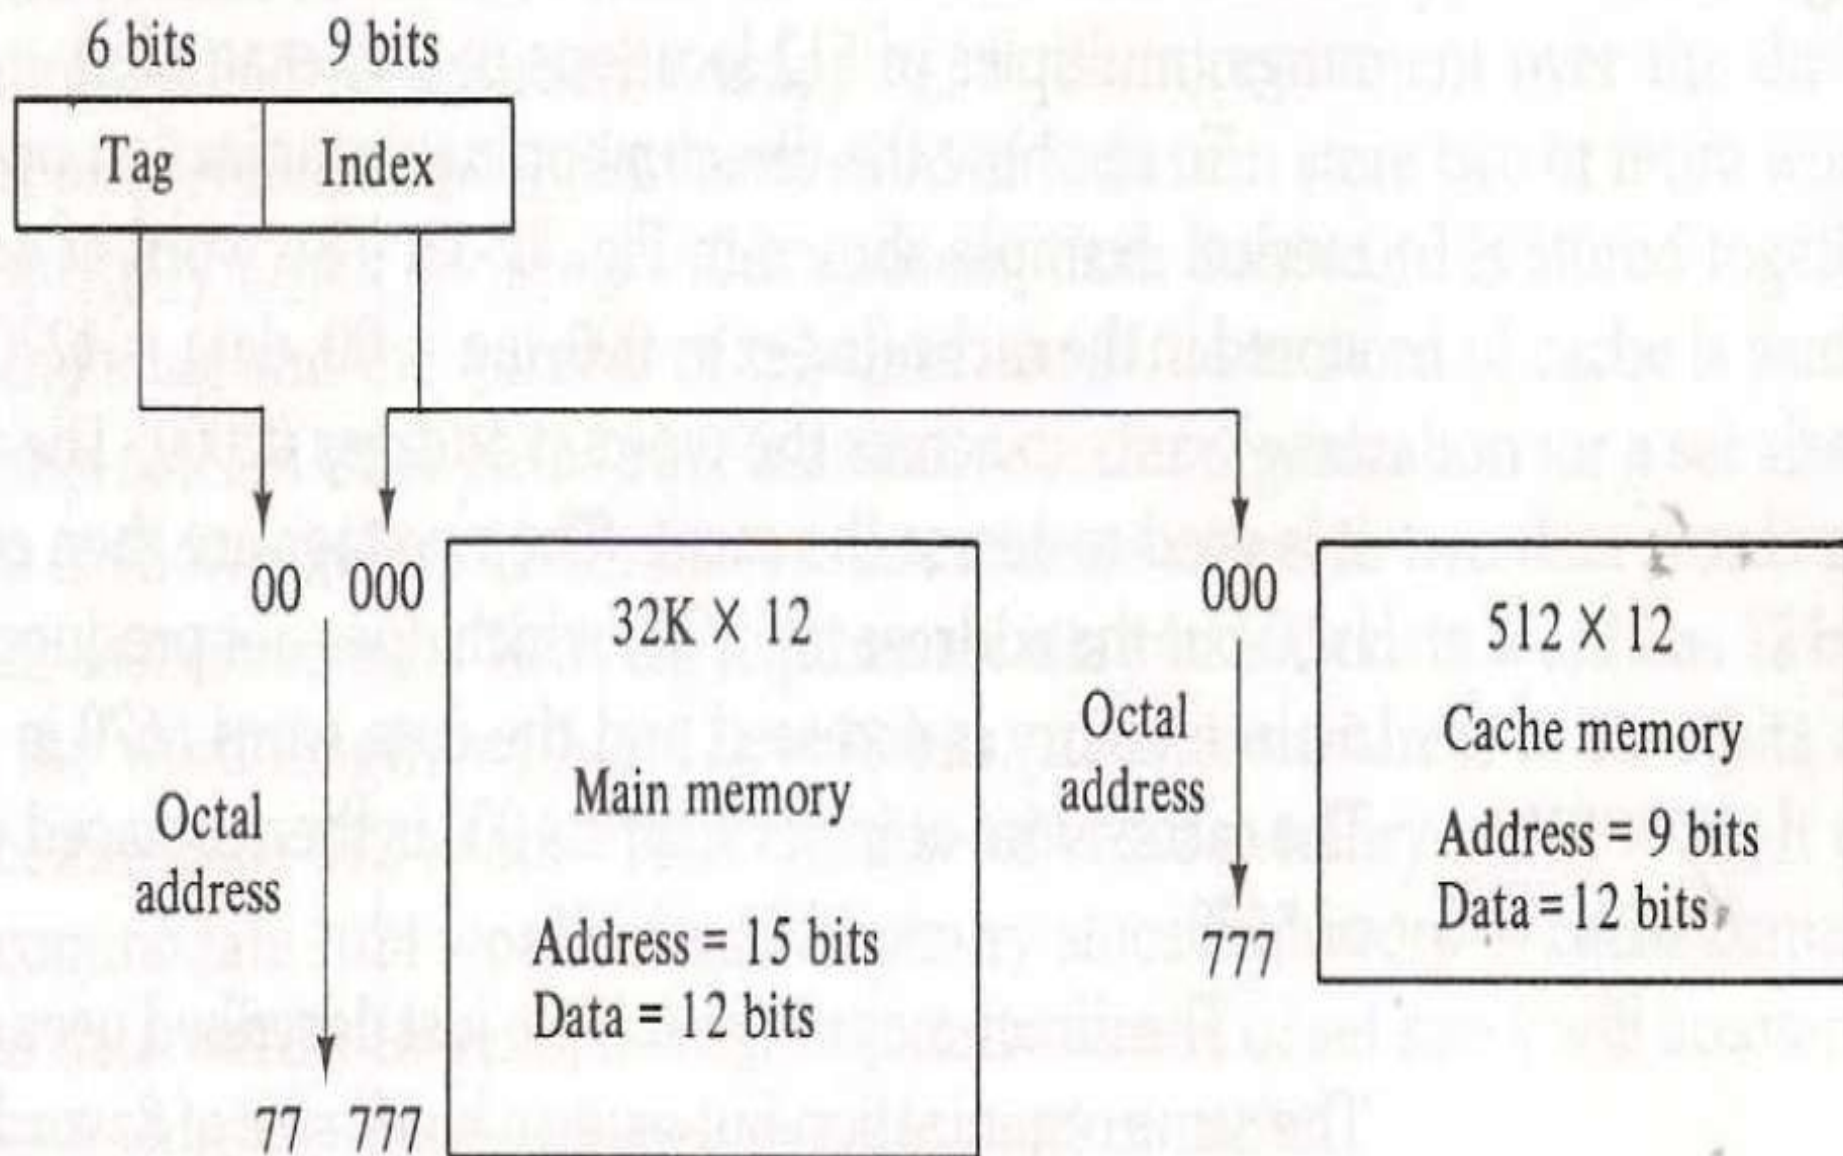 6 bits 9 bits
Tag Index
00 000
32K X 12
Main memory
Address = 15 bits
Data = 12 bits
Octal
address
77 777
000
Octal
address
777
512 X 12
Cache memory
Address = 9 bits
Data = 12 bits